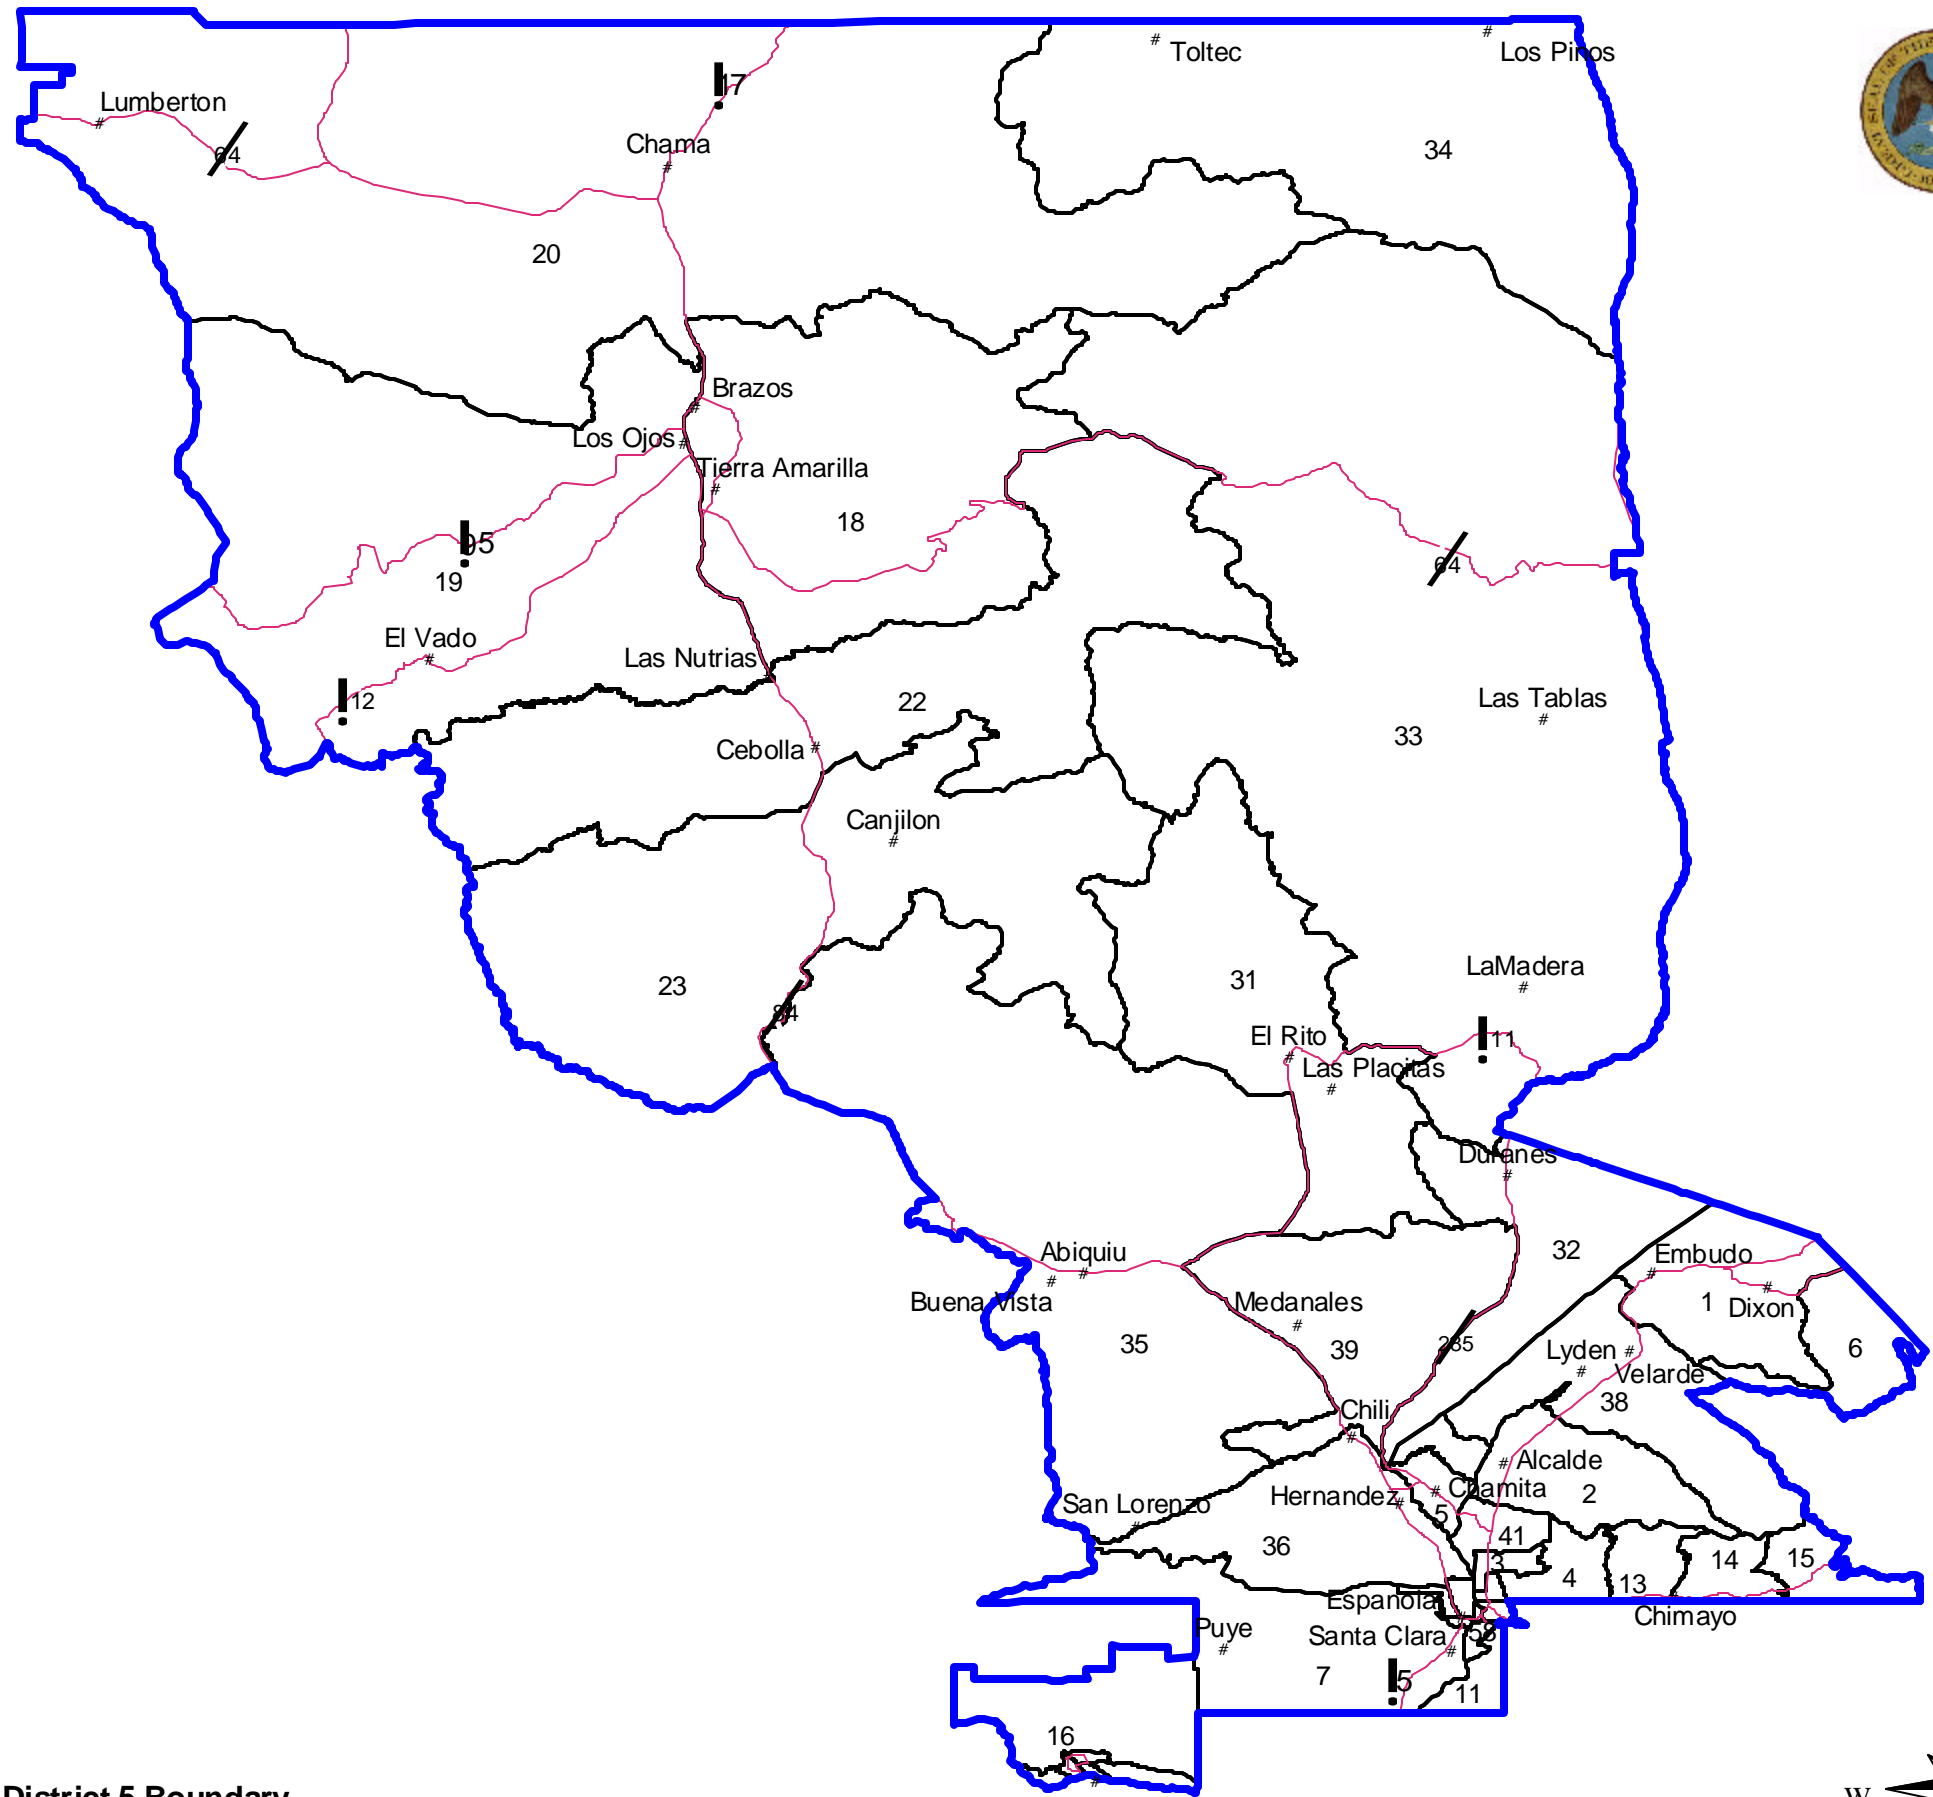 Toltec
Los Pinos
17
Lumberton
Chama
64
34
20
Brazos
Los Ojos
Tierra Amarilla
18
95
19
64
El Vado
Las Nutrias
12
22
Las Tablas
33
Cebolla
Canjilon
LaMadera
31
23
84
El Rito
11
Las Placitas
Duranes
32
Abiquiu
Embudo
Buena Vista
Medanales
1
Dixon
35
39
285
Lyden
6
Velarde
38
Chili
Alcalde
Chamita
2
Hernandez
San Lorenzo
5
41
36
3
14
15
4
13
Espanola
Chimayo
Puye
Santa Clara
58
7
5
11
16
District 5 Boundary
W